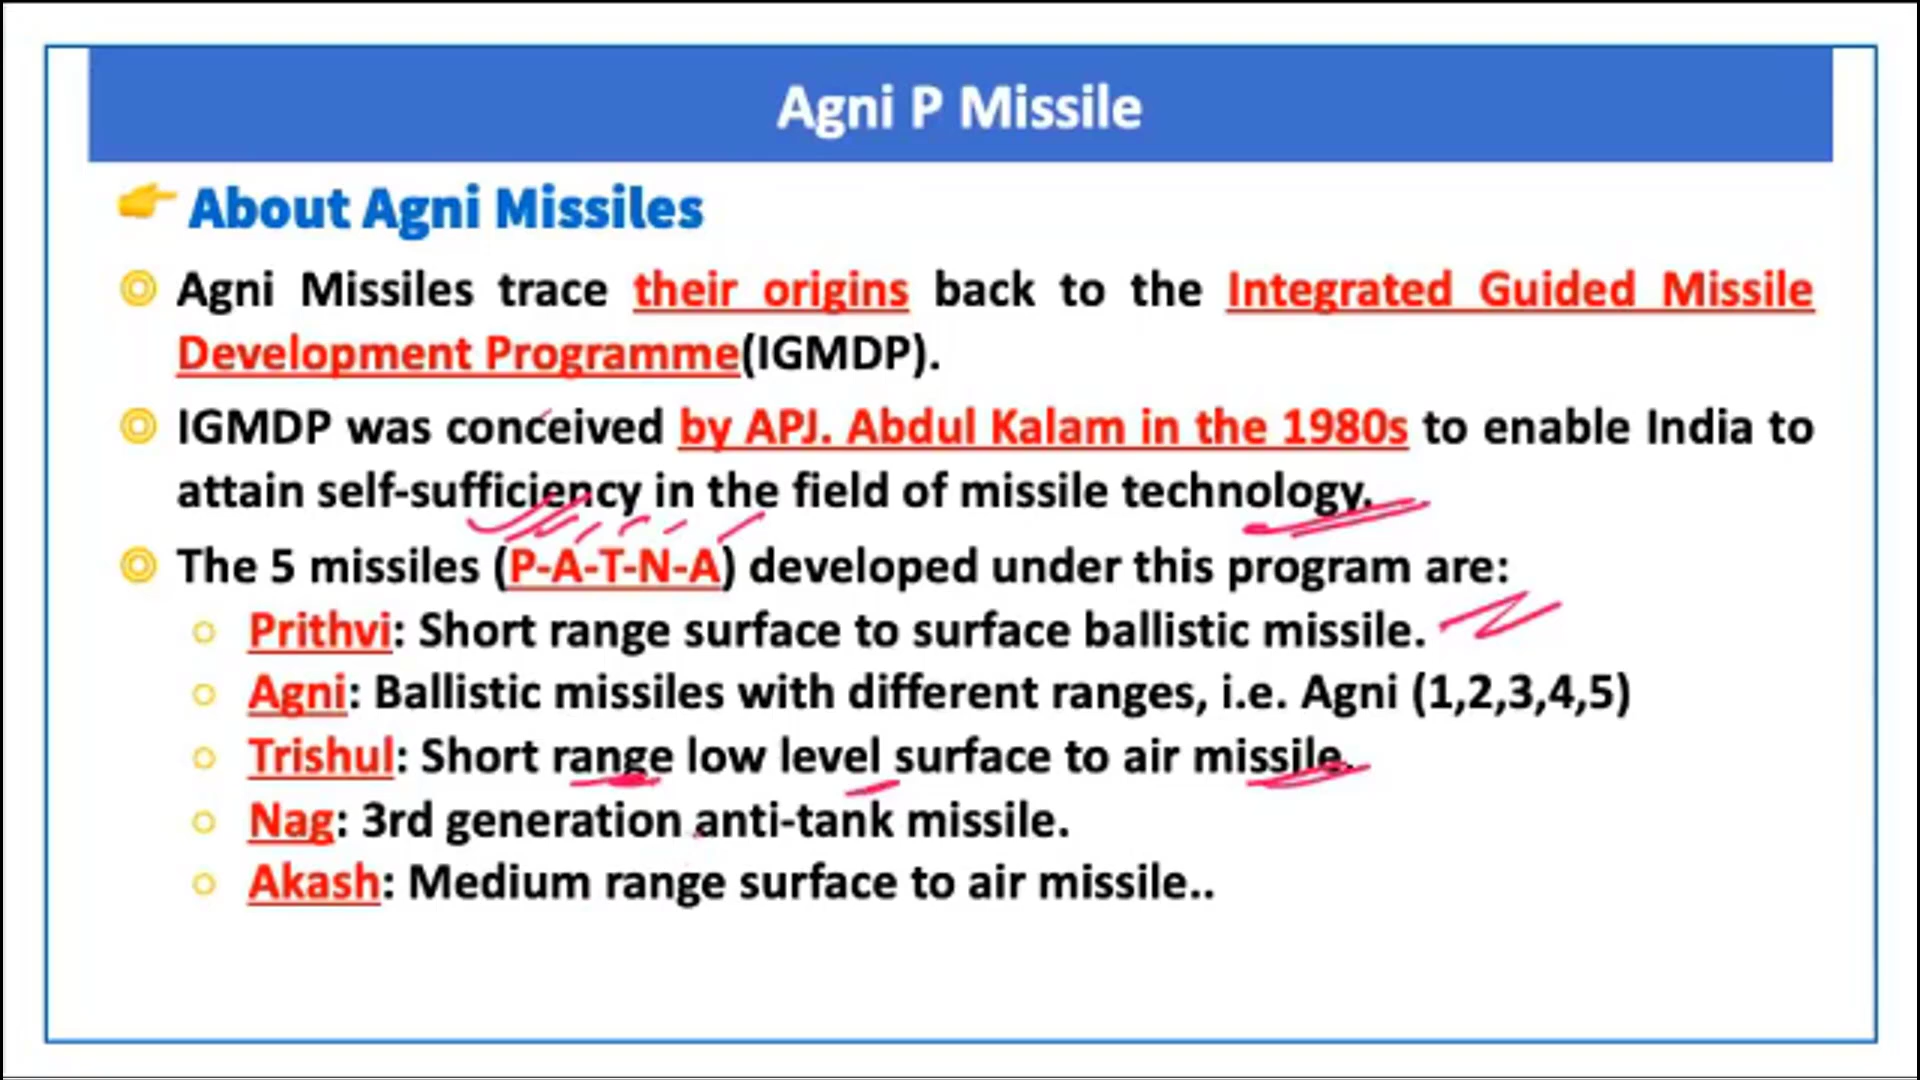 Agni P Missile
About Agni Missiles
Agni Missiles trace their origins back to the Integrated Guided Missile
Development Programme(IGMDP).
IGMDP was conceived by APJ. Abdul Kalam in the 1980s to enable India to
attain self-sufficiency in the field of missile technology.
The 5 missiles (P-A-T-N-A) developed under this program are:
Prithvi: Short range surface to surface ballistic missile.
Agni: Ballistic missiles with different ranges, i.e. Agni (1,2,3,4,5)
Trishul: Short range low level surface to air missile.
Nag: 3rd generation anti-tank missile.
Akash: Medium range surface to air missile..